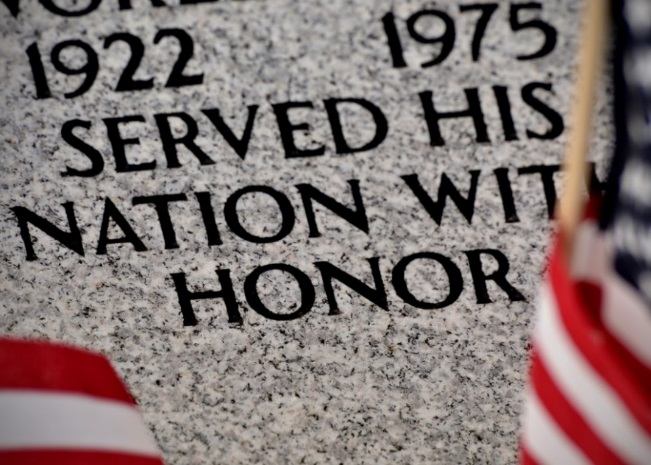 1922 1975
SERVED HIS
NATION WITH
HONOR